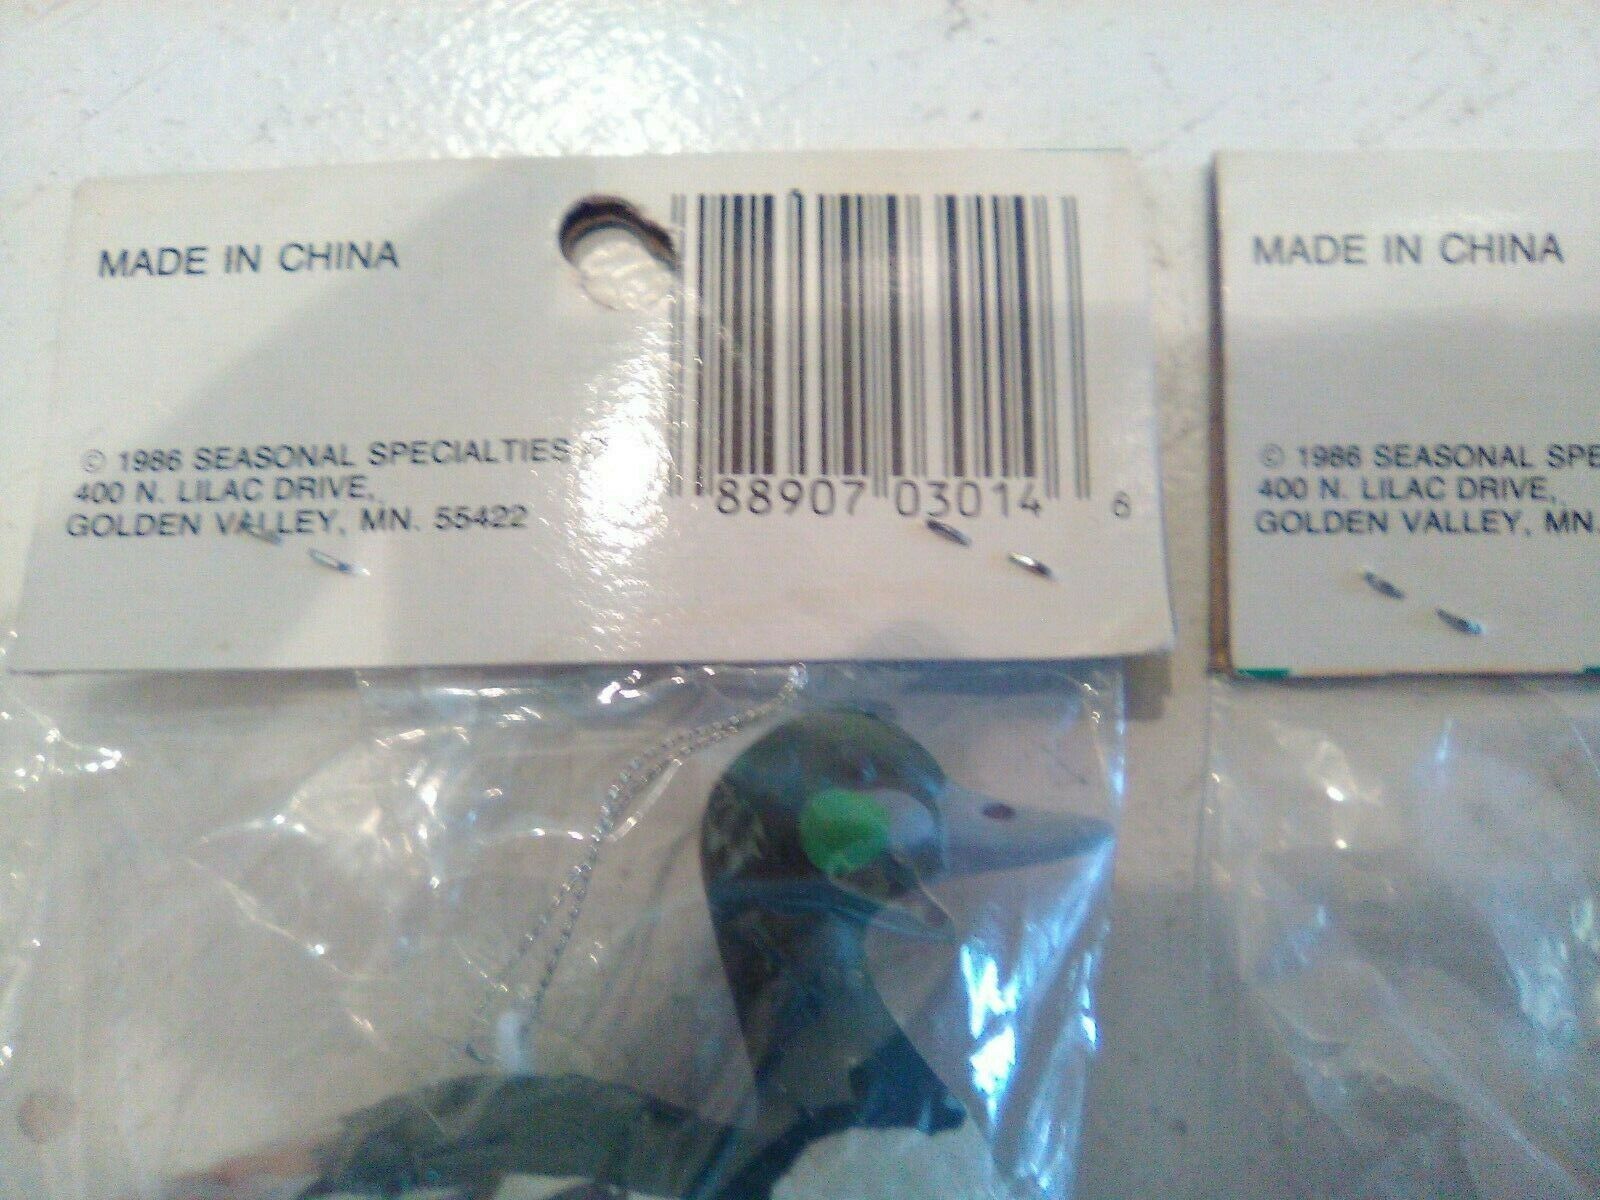 MADE IN CHINA
© 1986 SEASONAL SPECIALTIES
400 N. LILAC DRIVE,
GOLDEN VALLEY, MN. 55422
88907 03014 6
MADE IN CHINA
© 1986 SEASONAL SPE
400 N. LILAC DRIVE,
GOLDEN VALLEY, MN.